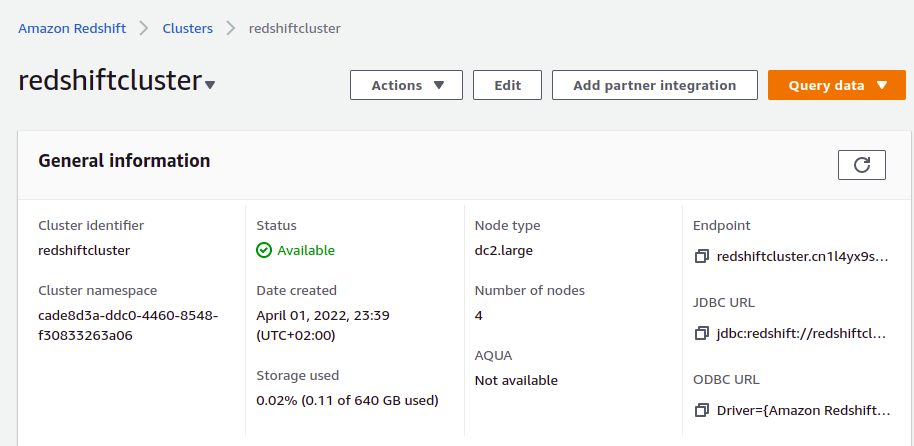 Amazon Redshift > Clusters > redshiftcluster
redshiftcluster
Actions
Edit
Add partner integration
Query data
General information
Cluster identifier
redshiftcluster
Cluster namespace
cade8d3a-ddc0-4460-8548-
f30833263a06
Status
Available
Date created
April 01, 2022, 23:39
(UTC+02:00)
Storage used
0.02% (0.11 of 640 GB used)
Node type
dc2.large
Number of nodes
4
AQUA
Not available
Endpoint
redshiftcluster.cn1l4yx9s...
JDBC URL
jdbc:redshift://redshiftcl...
ODBC URL
Driver={Amazon Redshift...